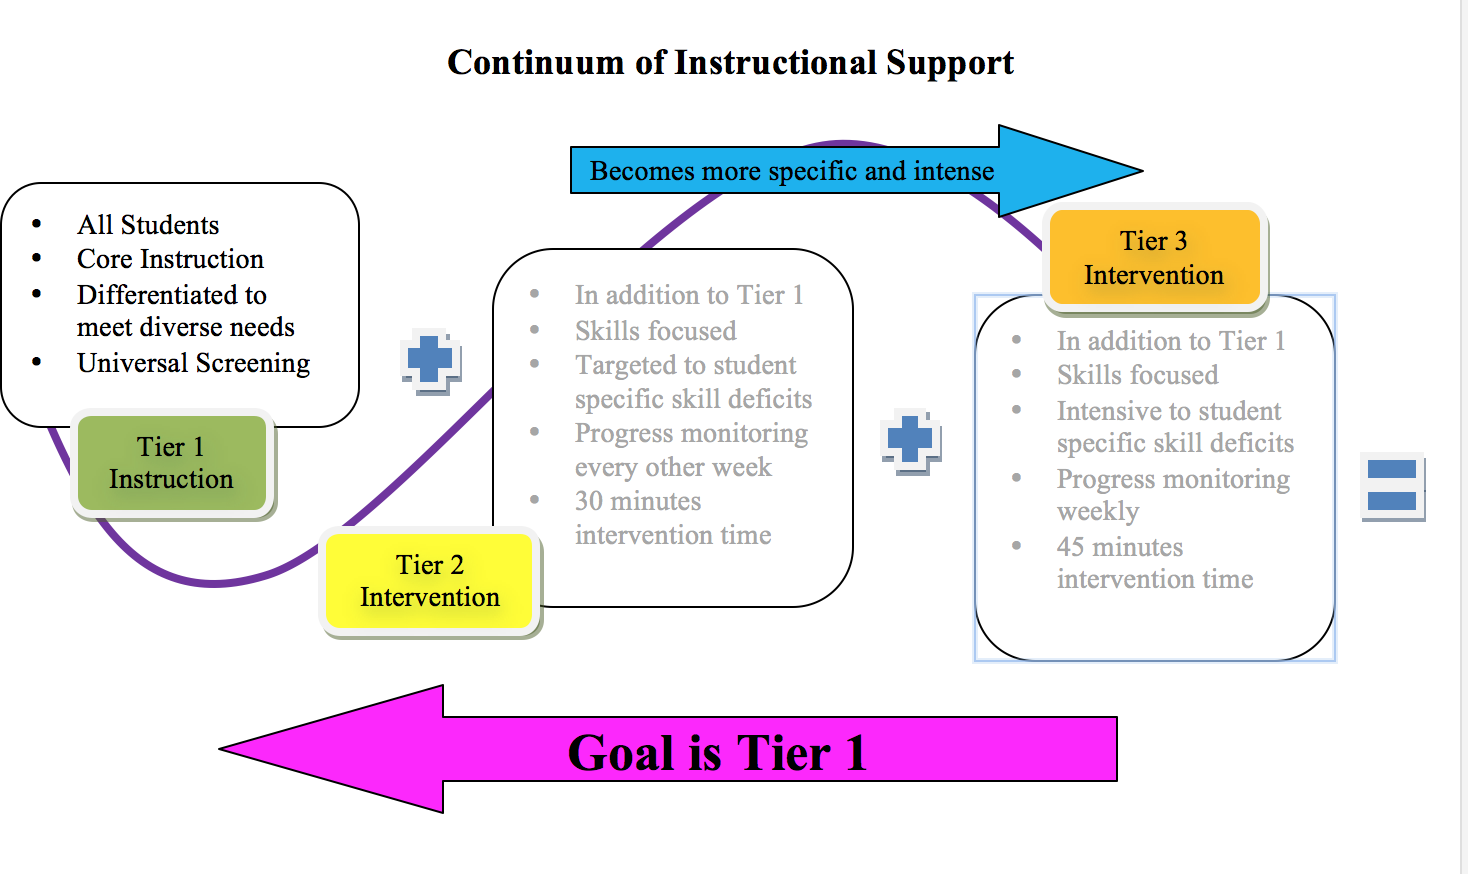 Continuum of Instructional Support
Becomes more specific and intense
• All Students
• Core Instruction
• Differentiated to
meet diverse needs
• Universal Screening
Tier 1
Instruction
• In addition to Tier 1
• Skills focused
• Targeted to student
specific skill deficits
• Progress monitoring
every other week
• 30 minutes
intervention time
Tier 2
Intervention
Tier 3
Intervention
• In addition to Tier 1
• Skills focused
• Intensive to student
specific skill deficits
• Progress monitoring
weekly
• 45 minutes
intervention time
Goal is Tier 1